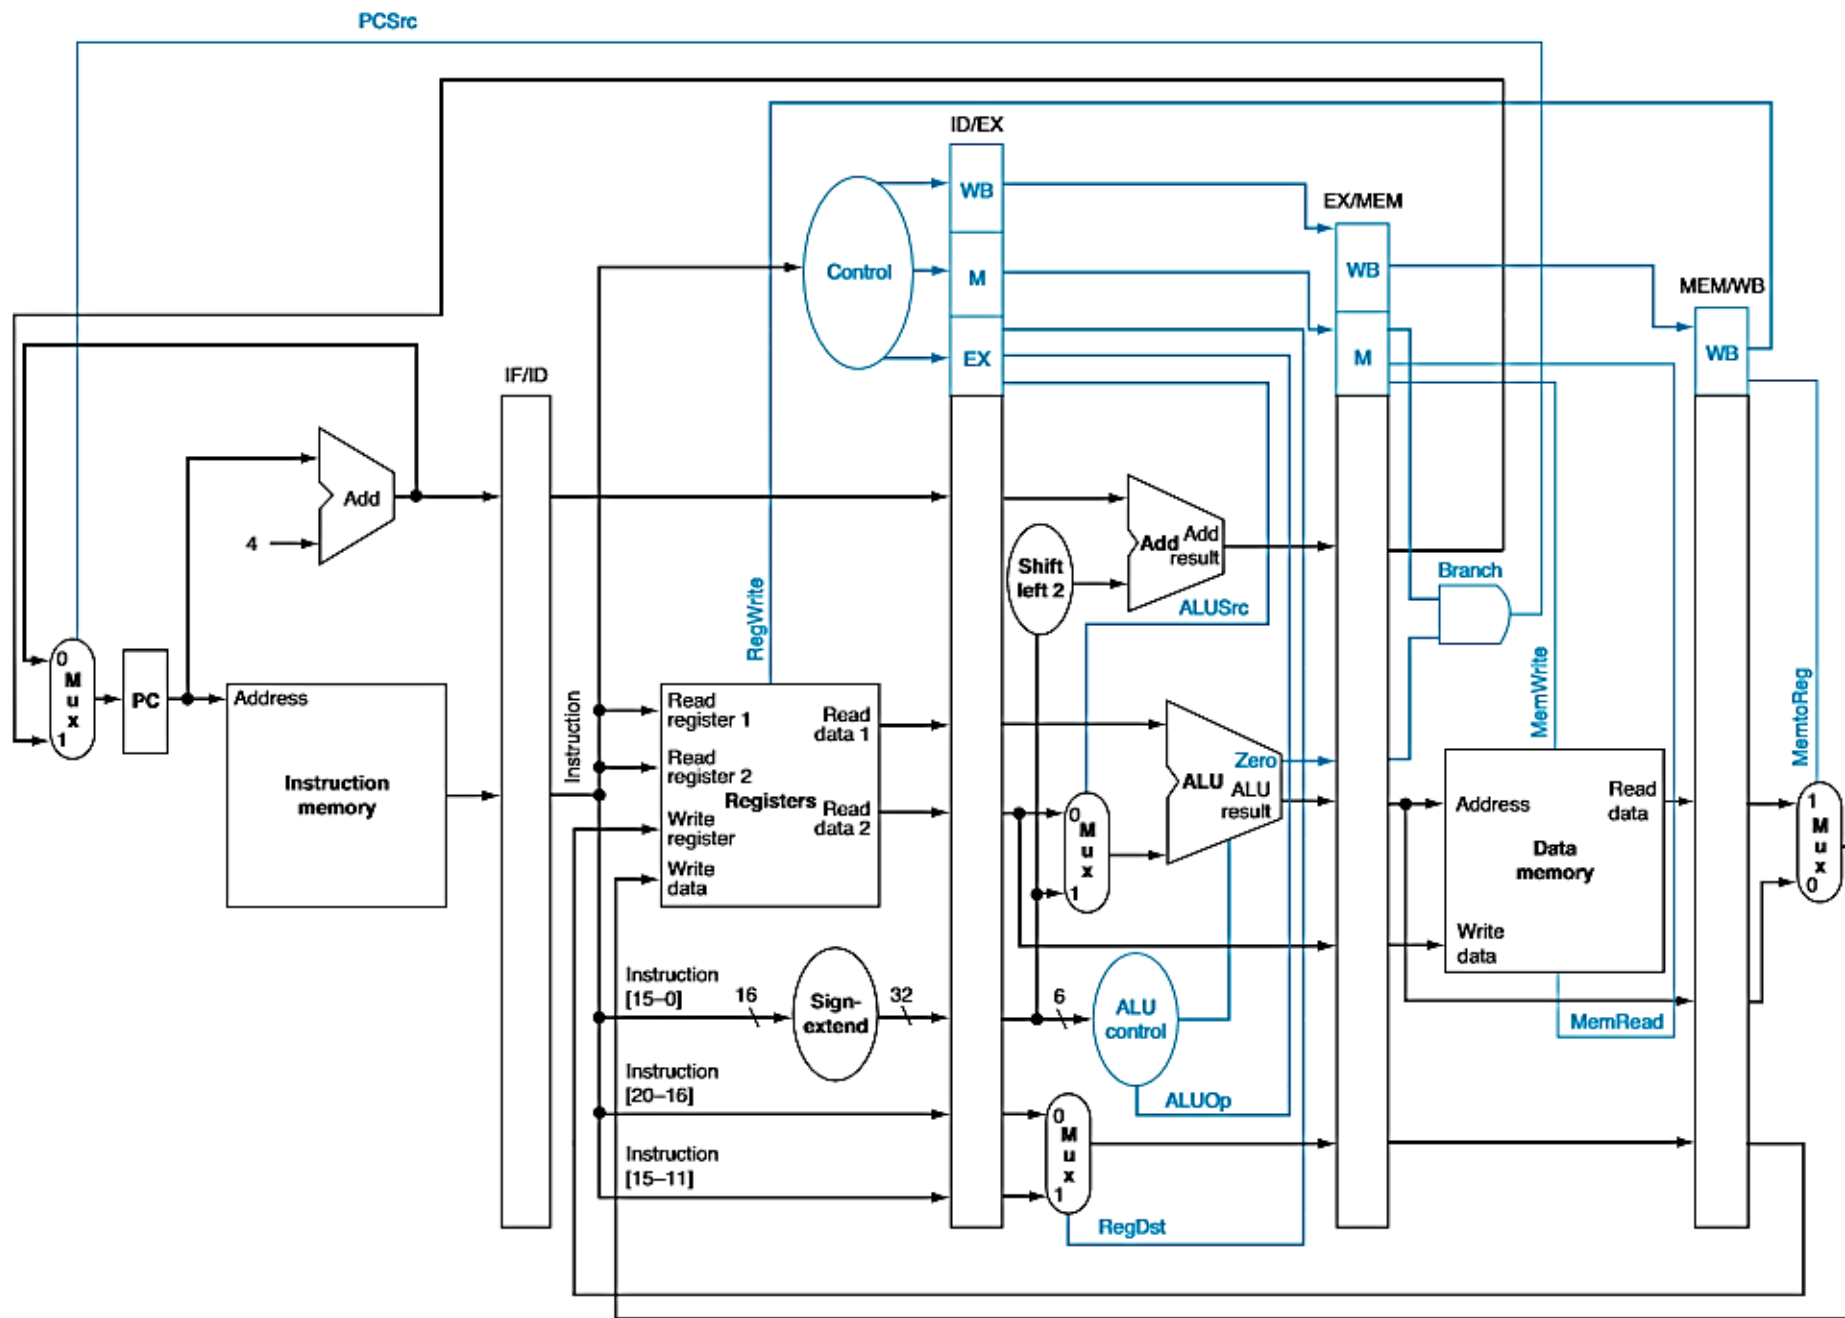 PCSrc
ID/EX
WB
EX/MEM
Control
M
WB
MEM/WB
EX
M
WB
IF/ID
Add
4
Add Add
result
Shift
left 2
Branch
ALUSrc
RegWrite
MemWrite
MemtoReg
0
M
u
x
1
PC
Address
Instruction
memory
Instruction
Read
register 1
Read
data 1
Read
register 2
Registers
Write
register
Read
data 2
Write
data
0
M
u
x
1
Zero
ALU
ALU
result
Address
Read
data
Data
memory
Write
data
1
M
u
x
0
Instruction
[15–0]
16
Sign-
extend
32
6
ALU
control
MemRead
Instruction
[20–16]
ALUOp
0
M
u
x
1
Instruction
[15–11]
RegDst